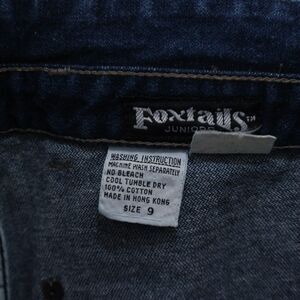 Foxtails™
JUNIORS
WASHING INSTRUCTION
MACHINE WASH SEPARATELY
NO BLEACH
COOL TUMBLE DRY
100% COTTON
MADE IN HONG KONG
SIZE 9